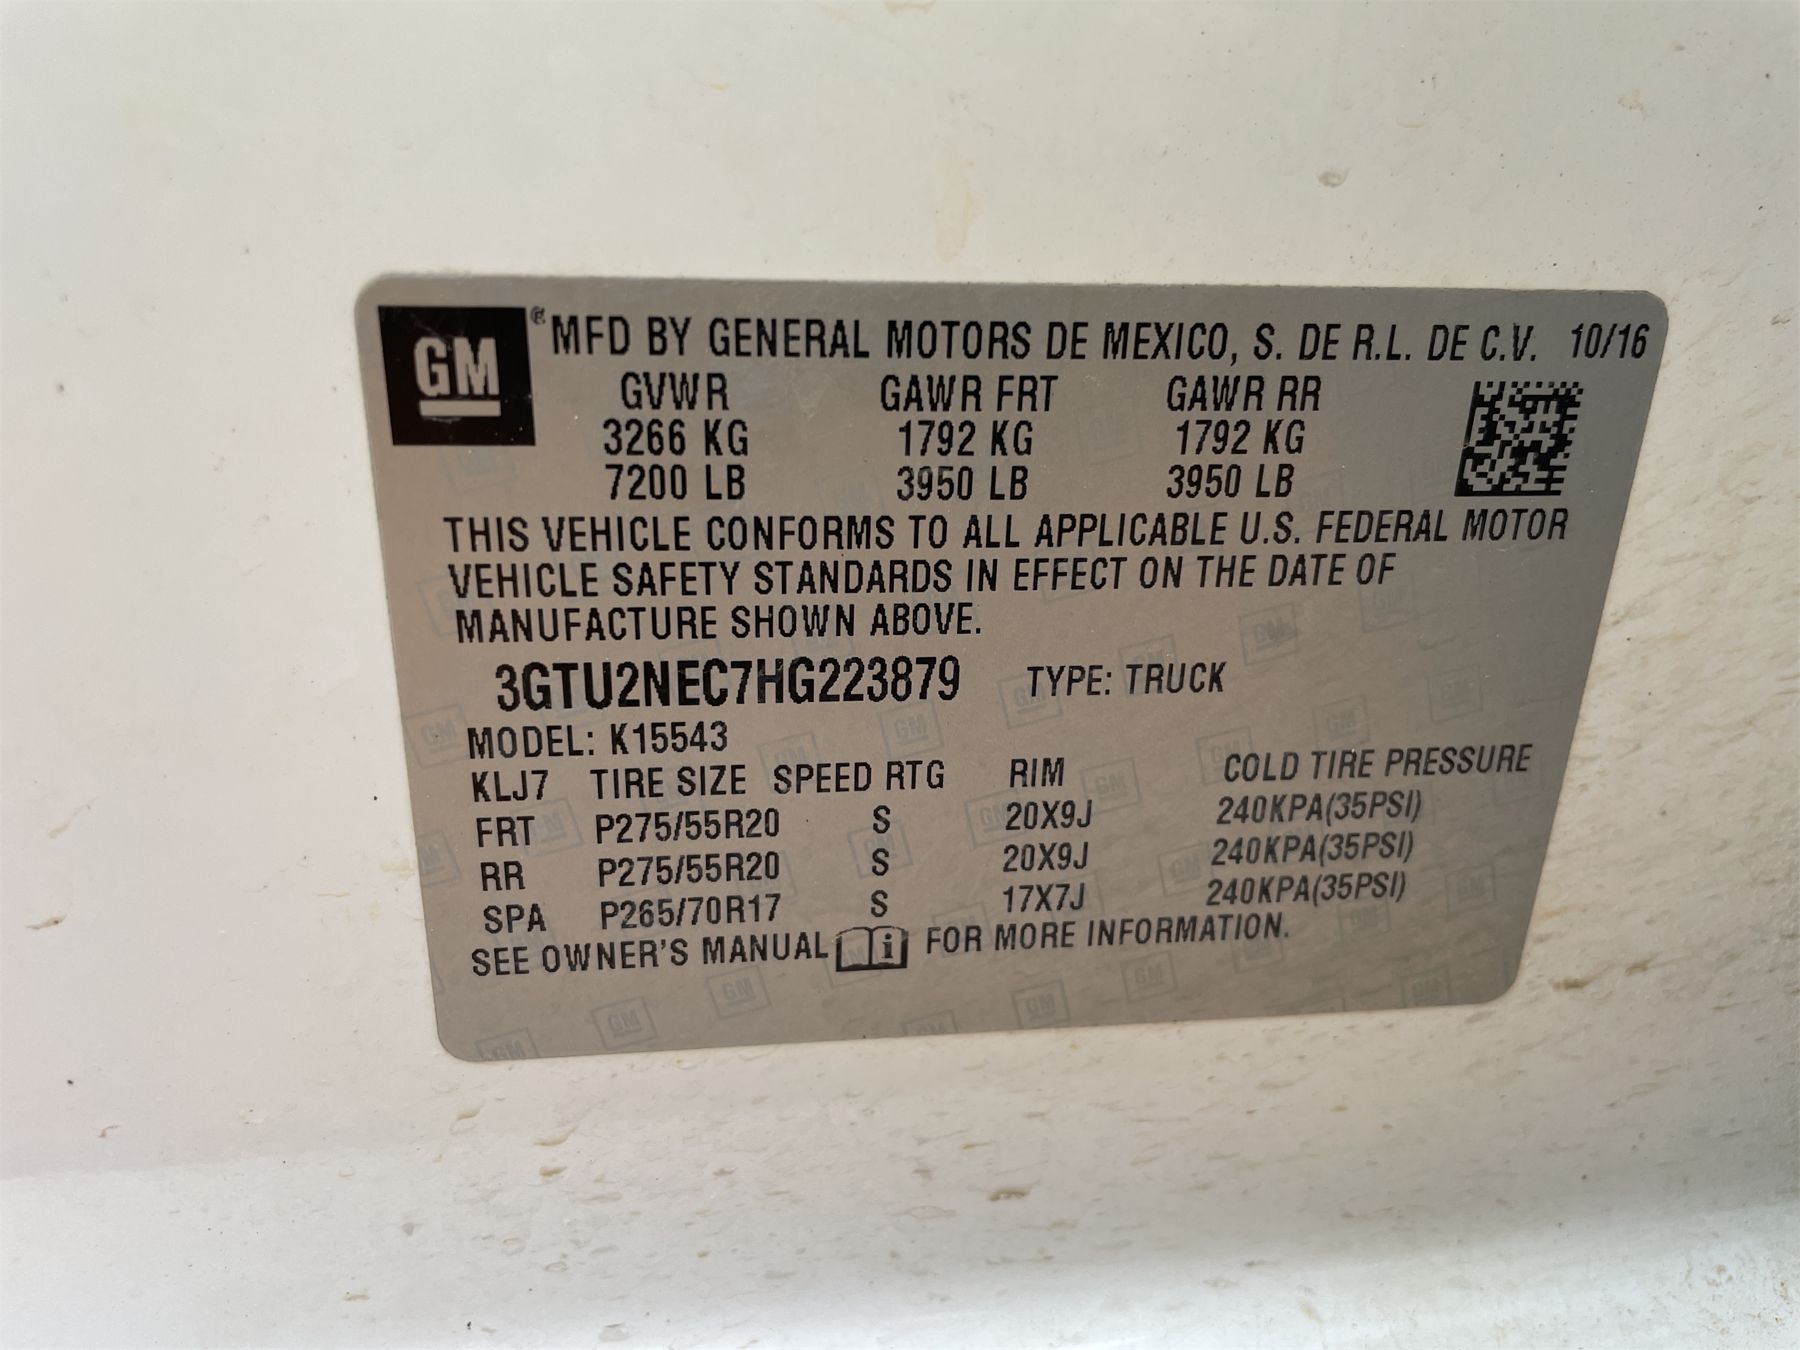 GM ® MFD BY GENERAL MOTORS DE MEXICO, S. DE R.L. DE C.V. 10/16
GVWR GAWR FRT GAWR RR
3266 KG 1792 KG 1792 KG
7200 LB 3950 LB 3950 LB
THIS VEHICLE CONFORMS TO ALL APPLICABLE U.S. FEDERAL MOTOR
VEHICLE SAFETY STANDARDS IN EFFECT ON THE DATE OF
MANUFACTURE SHOWN ABOVE.
3GTU2NEC7HG223879 TYPE: TRUCK
MODEL: K15543
KLJ7 TIRE SIZE SPEED RTG RIM COLD TIRE PRESSURE
FRT P275/55R20 S 20X9J 240KPA(35PSI)
RR P275/55R20 S 20X9J 240KPA(35PSI)
SPA P265/70R17 S 17X7J 240KPA(35PSI)
SEE OWNER'S MANUAL i FOR MORE INFORMATION.